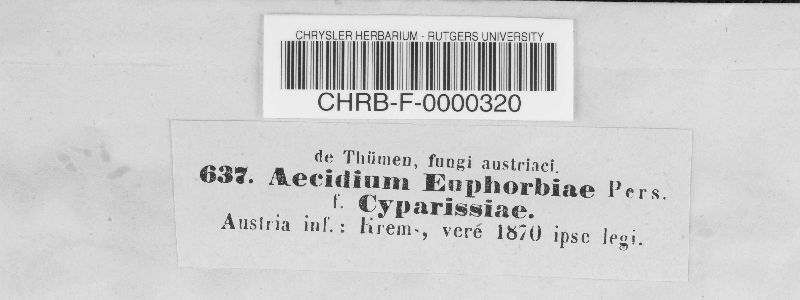 CHRYSLER HERBARIUM - RUTGERS UNIVERSITY
CHRB-F-0000320
de Thümen, fungi austriaci.
637. Aecidium Euphorbiae Pers.
f. Cyparissiae.
Austria inf.: Krems, veré 1870 ipse legi.